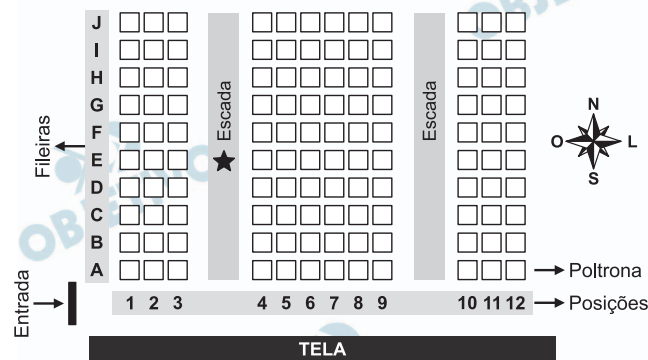 J
I
H
G
F
E
D
C
B
A
Fileiras
Entrada
Escada
Escada
N
O L
S
Poltrona
1 2 3 4 5 6 7 8 9 10 11 12 Posições
TELA
OBJETIVO